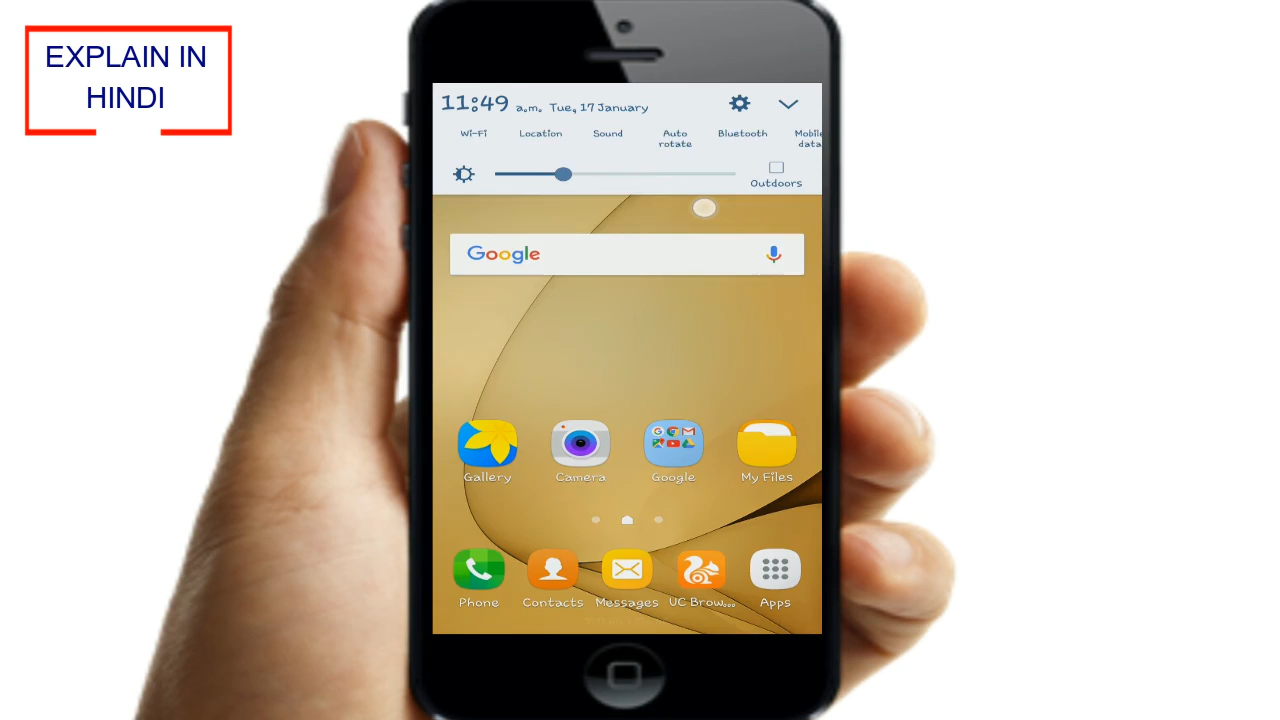 EXPLAIN IN
HINDI
11:49 a.m. Tue, 17 January
Wi-Fi Location Sound Auto rotate Bluetooth Mobile data
Outdoors
Google
Gallery Camera Google My Files
Phone Contacts Messages UC Brow... Apps